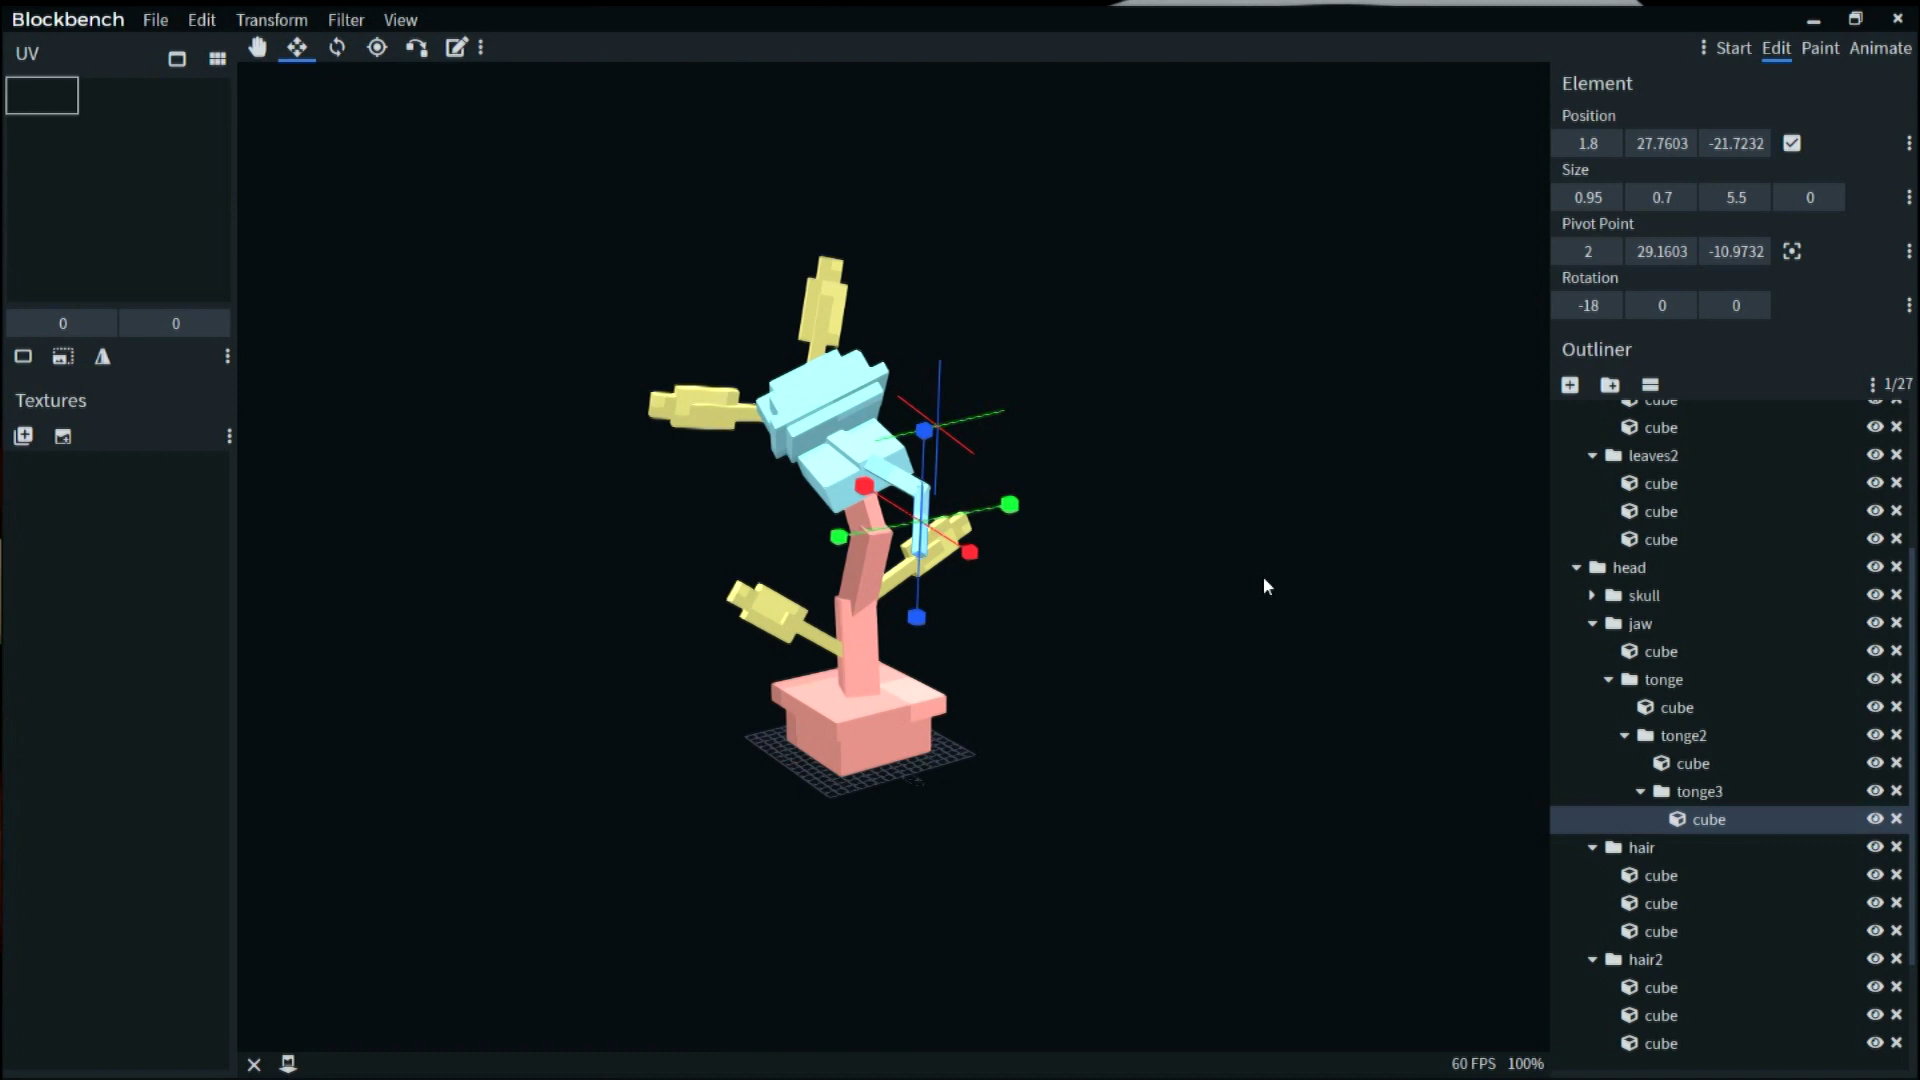 Blockbench File Edit Transform Filter View
UV
Start Edit Paint Animate
Element
Position
1.8 27.7603 -21.7232
Size
0.95 0.7 5.5 0
Pivot Point
2 29.1603 -10.9732
Rotation
-18 0 0
0 0
Textures
Outliner
1/27
cube
cube
leaves2
cube
cube
cube
head
skull
jaw
cube
tonge
cube
tonge2
cube
tonge3
cube
hair
cube
cube
cube
hair2
cube
cube
cube
60 FPS 100%